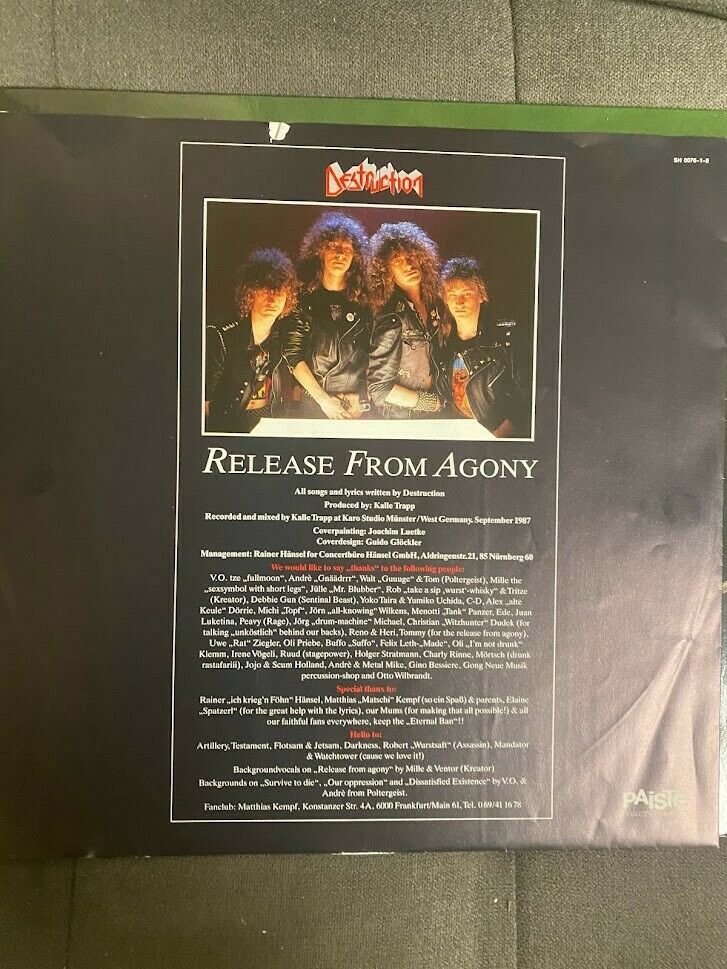 SH 0076-1-8
DESTRUCTION
RELEASE FROM AGONY
All songs and lyrics written by Destruction
Produced by: Kalle Trapp
Recorded and mixed by Kalle Trapp at Karo Studio Münster/West Germany. September 1987
Coverpainting: Joachim Luetke
Coverdesign: Guido Glöckler
Management: Rainer Hänsel for Concertbüro Hänsel GmbH, Aldringenstr. 21, 85 Nürnberg 60
We would like to say „thanks“ to the following people:
V.O. tze „fullmoon“, Andrè „Gnäädrrr“, Walt „Guuuge“ & Tom (Poltergeist), Mille the
„sexsymbol with short legs“, Jülle „Mr. Blubber“, Rob „take a sip ‚wurst‘-whisky“ & Tritze
(Kreator), Debbie Gun (Sentinal Beast), Yoko Taira & Yumiko Uchida, C-D, Alex „alte
Keule“ Dörrie, Michi „Topf“, Jörn „all-knowing“ Wilkens, Menotti „Tank“ Panzer, Ede, Juan
Luketina, Peavy (Rage), Jörg „drum-machine“ Michael, Christian „Witzhunter“ Dudek (for
talking „unköstlich“ behind our backs), Reno & Heri, Tommy (for the release from agony),
Uwe „Rat“ Ziegler, Oli Priebe, Buffo „Suffo“, Felix Leth-„Made“, Oli „I'm not drunk“
Klemm, Irene Vögeli, Ruud (stagepower), Holger Stratmann, Charly Rinne, Mörtsch (drunk
rastafariii), Jojo & Scum Holland, Andrè & Metal Mike, Gino Bessiere, Gong Neue Musik
percussion-shop and Otto Wilbrandt.
Special thanx to:
Rainer „ich krieg'n Föhn“ Hänsel, Matthias „Matschi“ Kempf (so ein Spaß) & parents, Elaine
„Spatzerl“ (for the great help with the lyrics), our Mums (for making that all possible!) & all
our faithful fans everywhere, keep the „Eternal Ban“!!
Hello to:
Artillery, Testament, Flotsam & Jetsam, Darkness, Robert „Wurstsaft“ (Assassin), Mandator
& Watchtower (cause we love it!)
Backgroundvocals on „Release from agony“ by Mille & Ventor (Kreator)
Backgrounds on „Survive to die“, „Our oppression“ and „Dissatisfied Existence“ by V.O. &
Andrè from Poltergeist.
Fanclub: Matthias Kempf, Konstanzer Str. 4A, 6000 Frankfurt/Main 61, Tel. 069/41 16 78
PAiSTe